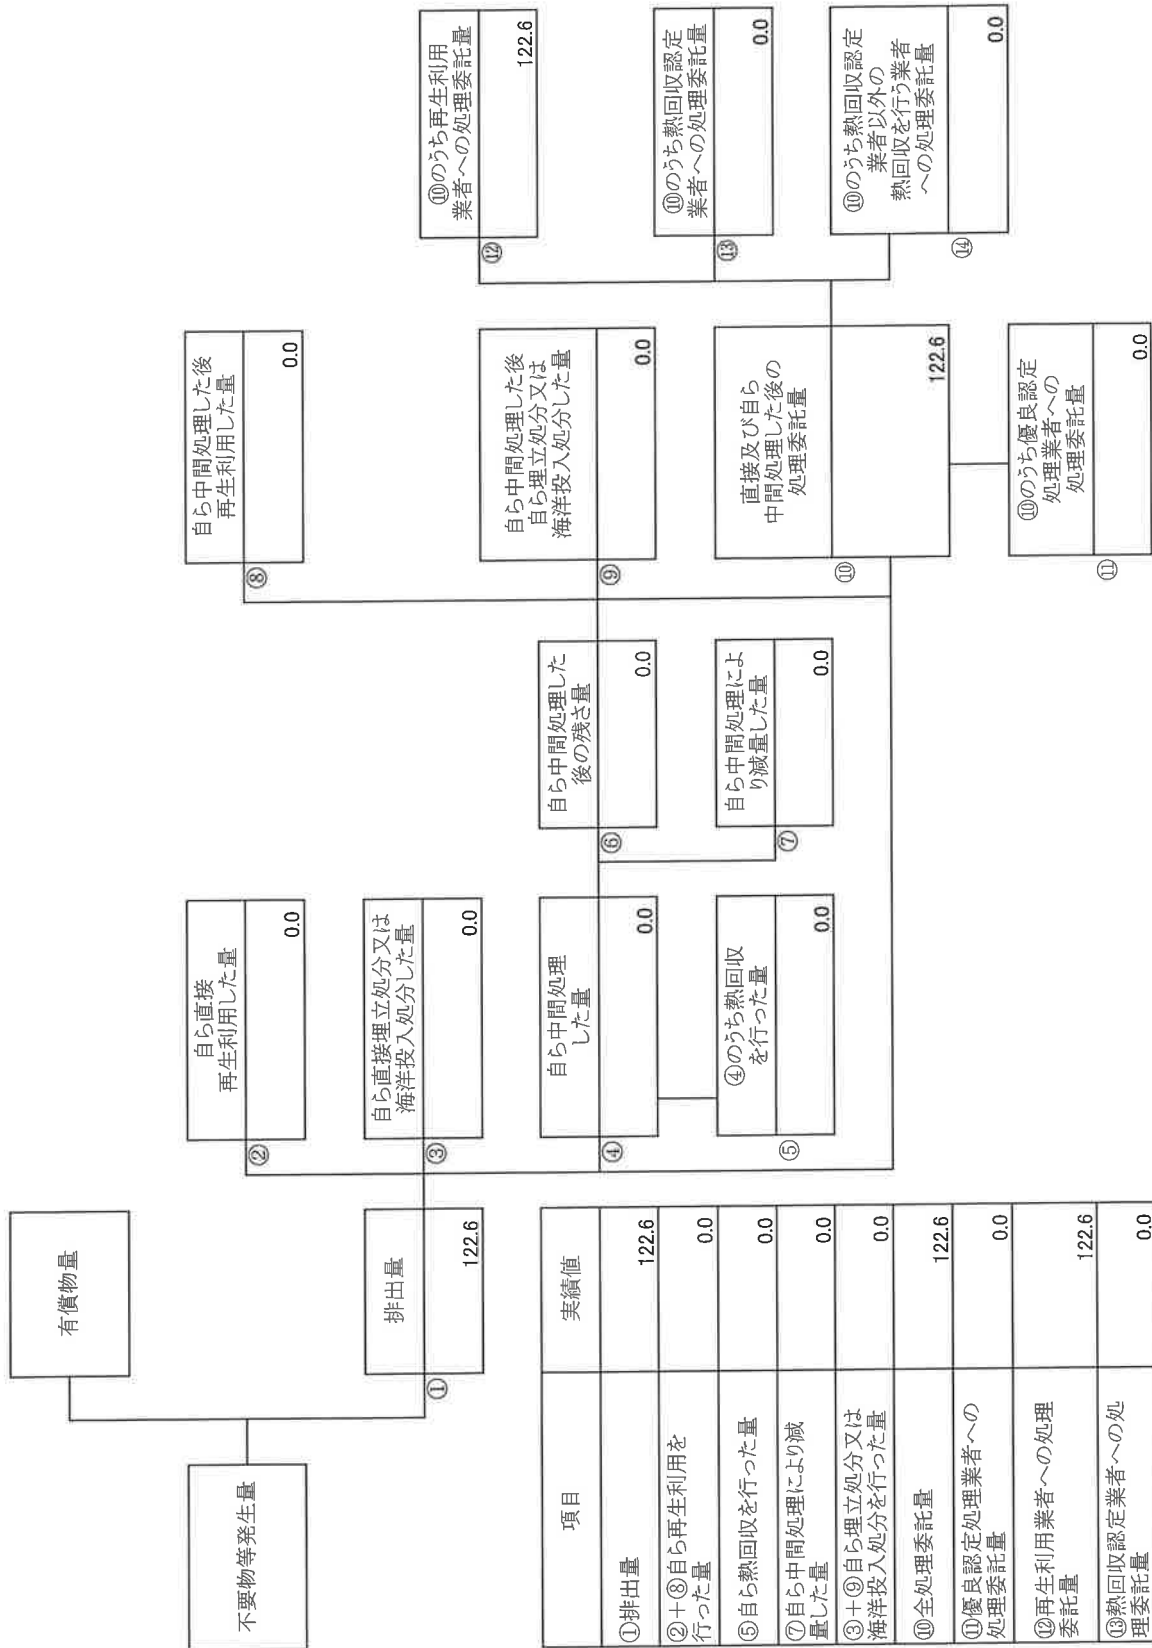 不要物等発生量
有償物量
排出量
①
122.6
自ら直接
再生利用した量
②
0.0
自ら直接埋立処分又は
海洋投入処分した量
③
0.0
自ら中間処理
した量
④
0.0
④のうち熱回収
を行った量
⑤
0.0
自ら中間処理した
後の残さ量
⑥
0.0
自ら中間処理によ
り減量した量
⑦
0.0
自ら中間処理した後
再生利用した量
⑧
0.0
自ら中間処理した後
自ら埋立処分又は
海洋投入処分した量
⑨
0.0
直接及び自ら
中間処理した後の
処理委託量
⑩
122.6
⑩のうち優良認定
処理業者への
処理委託量
⑪
0.0
⑩のうち再生利用
業者への処理委託量
⑫
122.6
⑩のうち熱回収認定
業者への処理委託量
⑬
0.0
⑩のうち熱回収認定
業者以外の
熱回収を行う業者
への処理委託量
⑭
0.0
項目 実績値
①排出量 122.6
②+⑧自ら再生利用を
行った量 0.0
⑤自ら熱回収を行った量 0.0
⑦自ら中間処理により減
量した量 0.0
③+⑨自ら埋立処分又は
海洋投入処分を行った量 0.0
⑩全処理委託量 122.6
⑪優良認定処理業者への
処理委託量 0.0
⑫再生利用業者への処理
委託量 122.6
⑬熱回収認定業者への処
理委託量 0.0